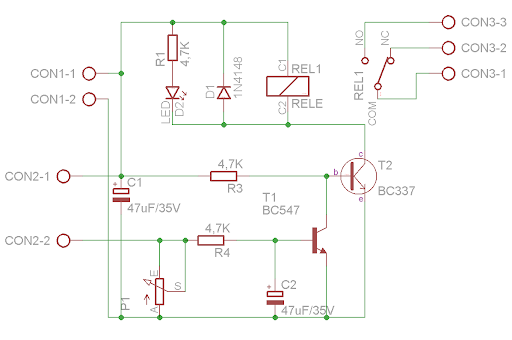 NO
NC
CON3-3
CON3-2
CON3-1
R1
4,7K
LED
D2
D1
1N4148
C1
REL1
RELE
C2
REL1
COM
CON1-1
CON1-2
CON2-1
4,7K
R3
c
b
e
T2
BC337
+
C1
47uF/35V
T1
BC547
CON2-2
4,7K
R4
E
S
A
P1
+
C2
47uF/35V